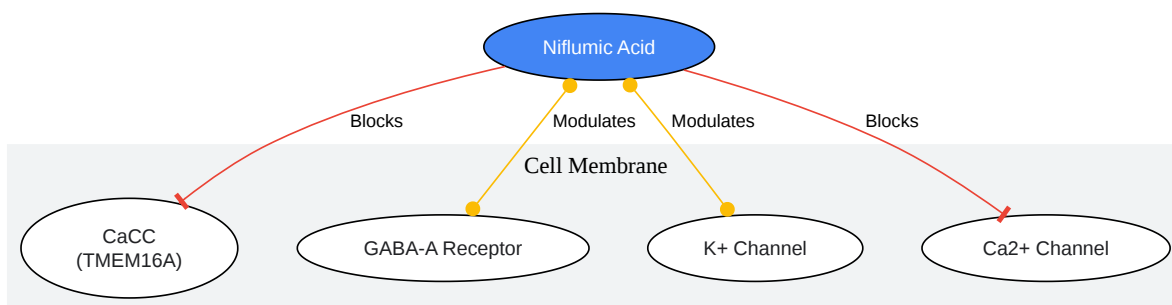 Niflumic Acid
Blocks
Modulates
Modulates
Blocks
Cell Membrane
CaCC
(TMEM16A)
GABA-A Receptor
K+ Channel
Ca2+ Channel